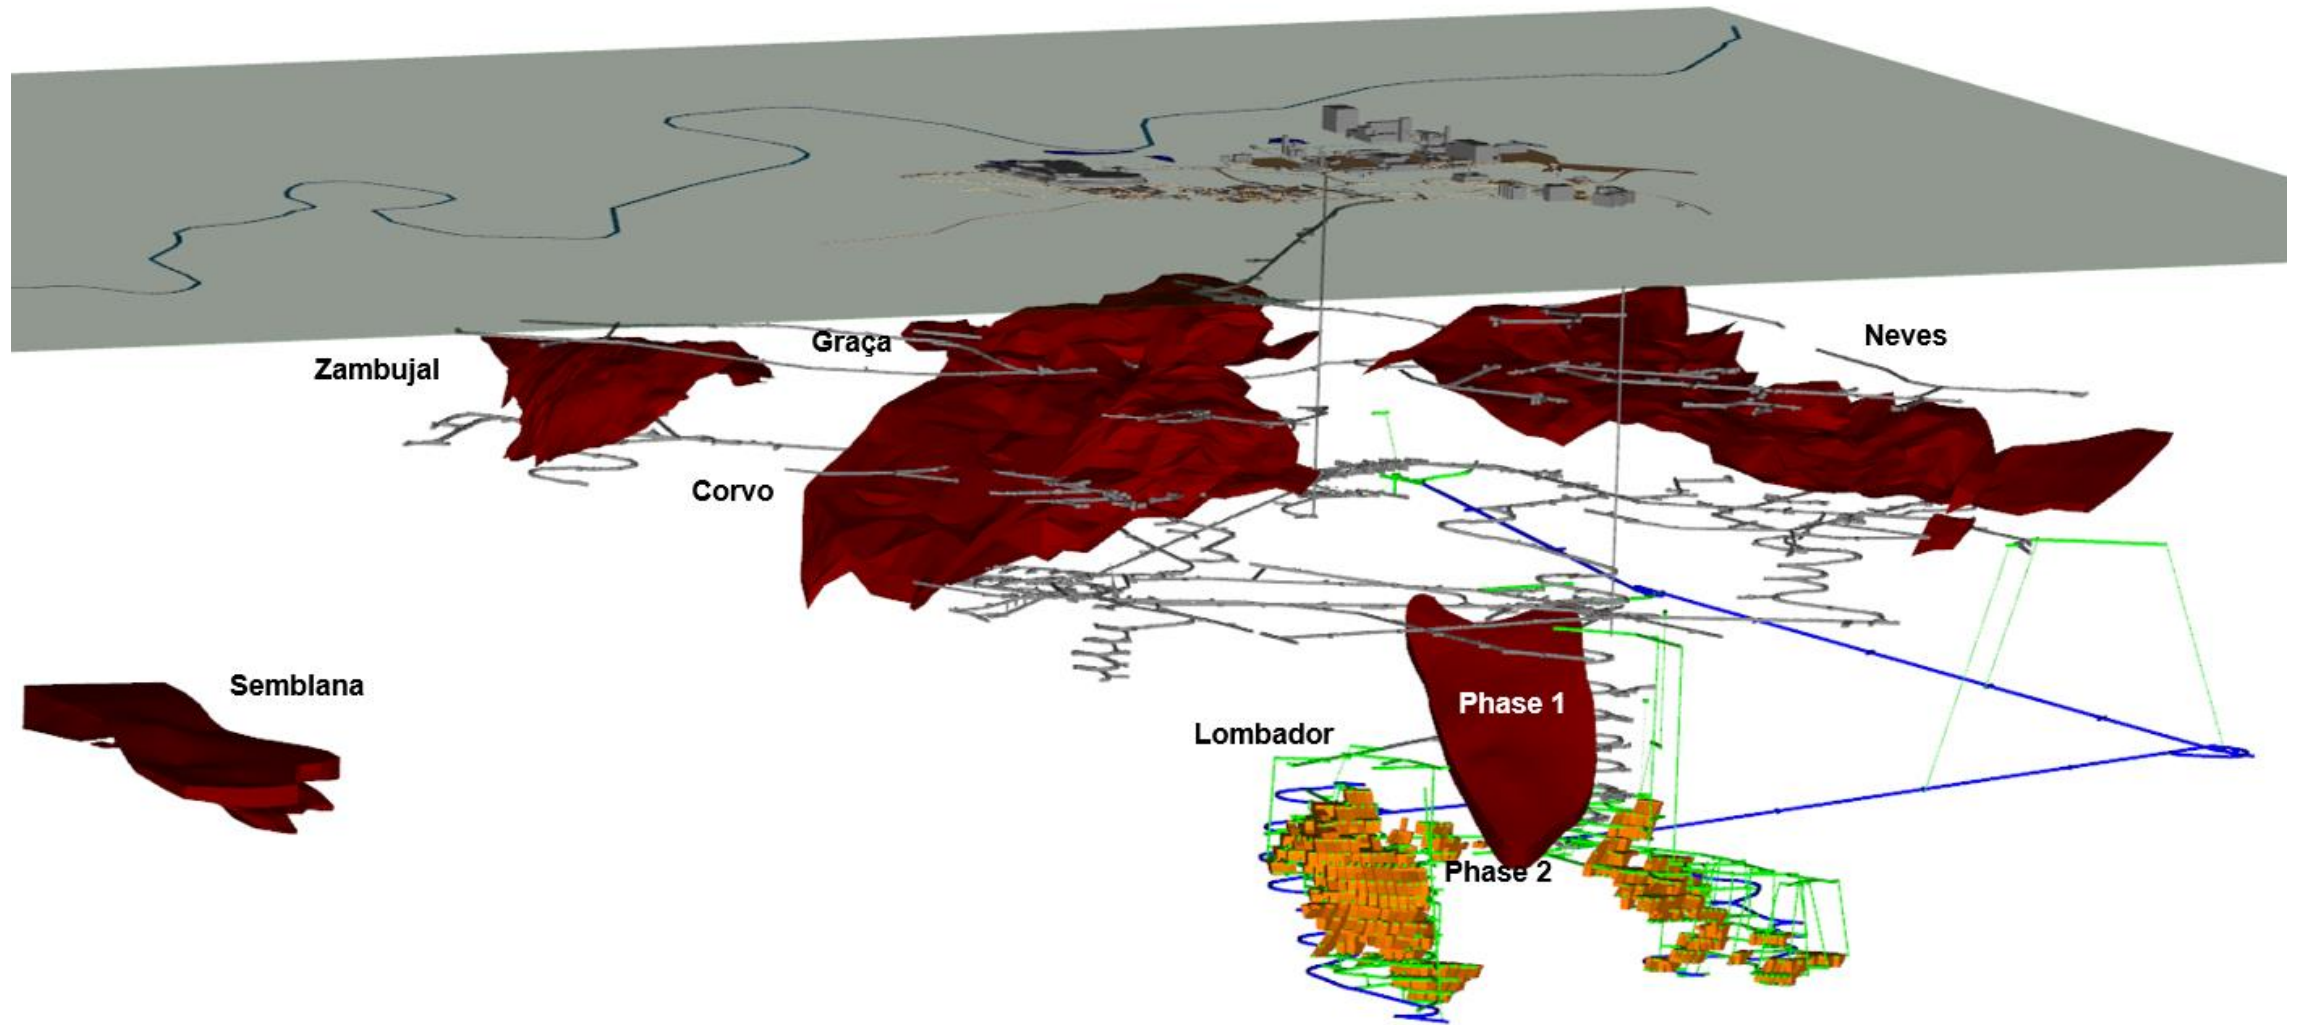 Neves
Graça
Zambujal
Corvo
Semblana
Phase 1
Lombador
Phase 2